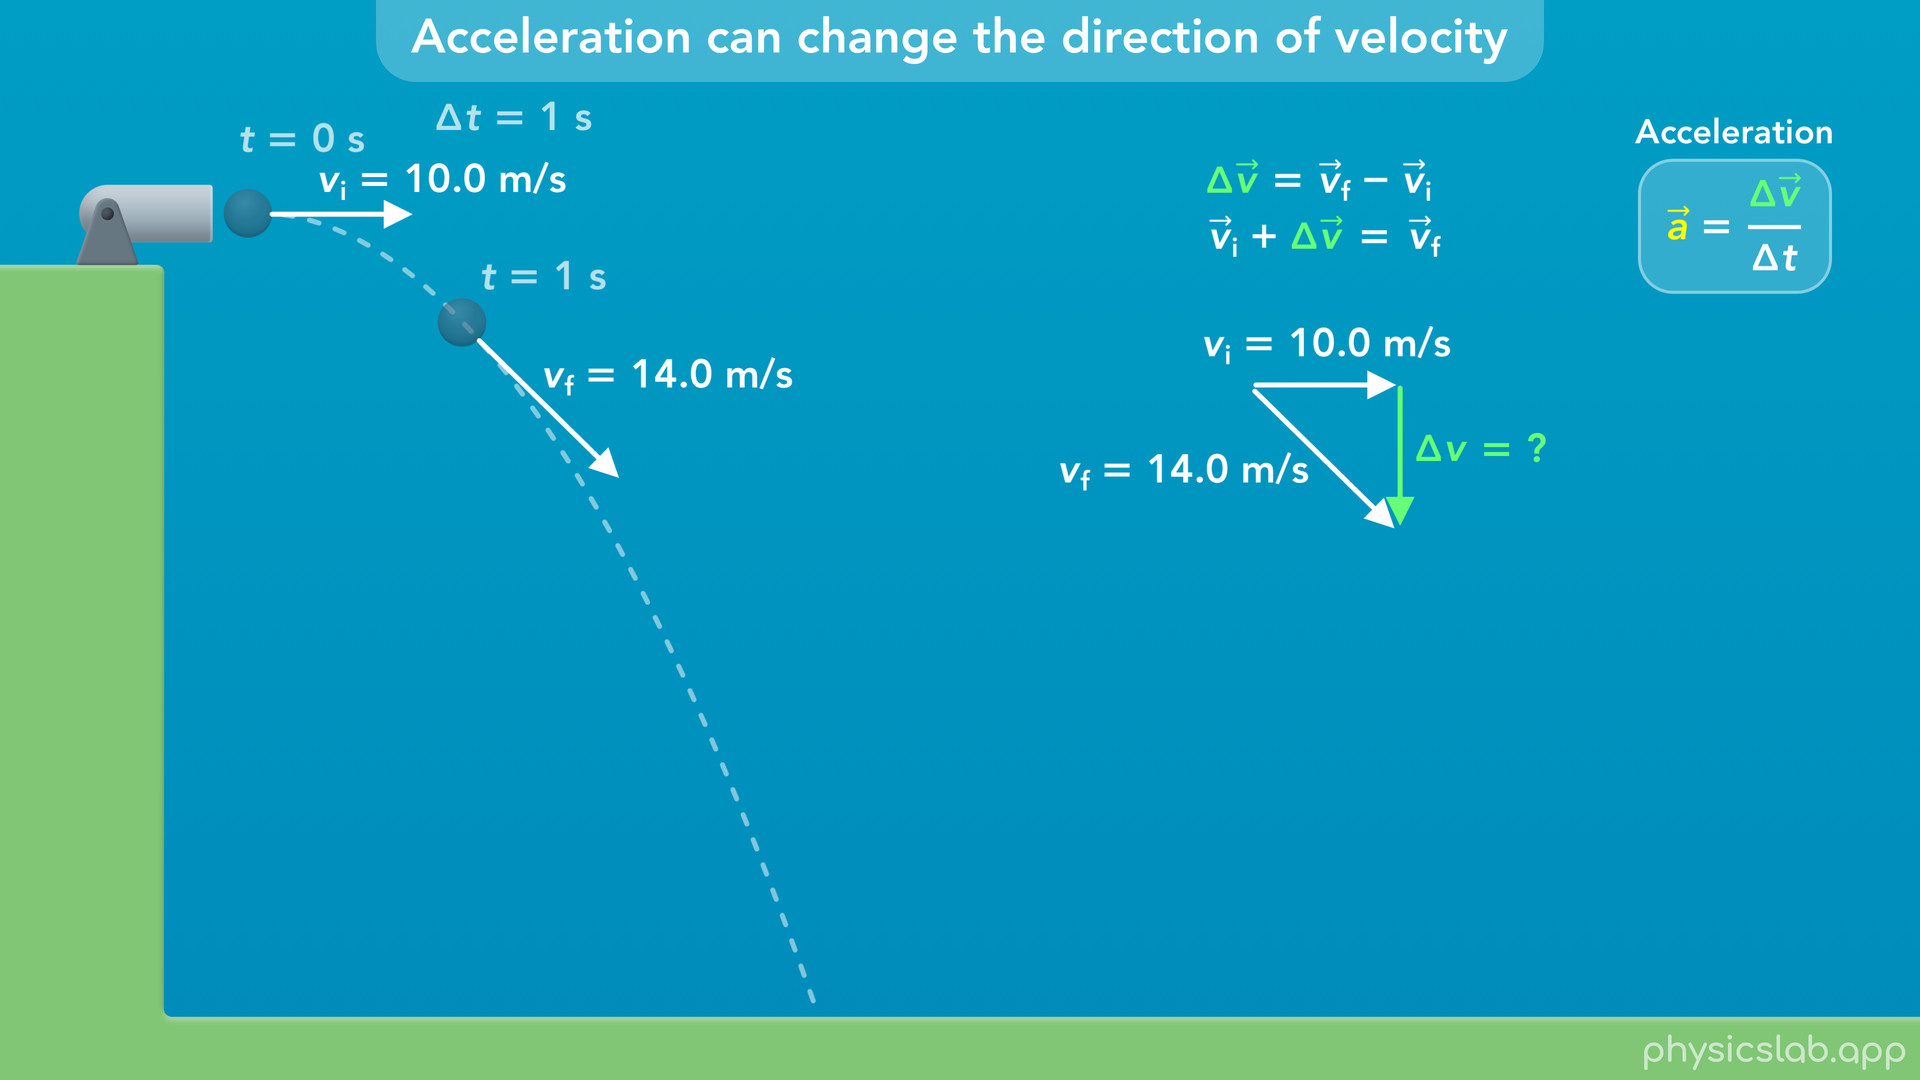 Acceleration can change the direction of velocity
Δt = 1 s
t = 0 s
vᵢ = 10.0 m/s
t = 1 s
v_f = 14.0 m/s
Δv⃗ = v⃗_f − v⃗ᵢ
v⃗ᵢ + Δv⃗ = v⃗_f
Acceleration
a⃗ = Δv⃗ / Δt
vᵢ = 10.0 m/s
Δv = ?
v_f = 14.0 m/s
physicslab.app